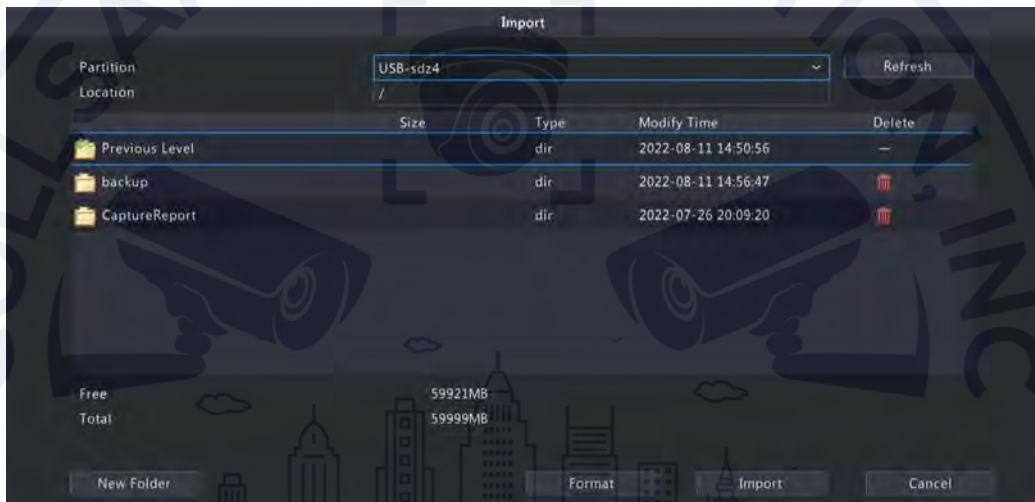 Import
Partition USB-sdz4 Refresh
Location /
Size Type Modify Time Delete
Previous Level dir 2022-08-11 14:50:56 —
backup dir 2022-08-11 14:56:47
CaptureReport dir 2022-07-26 20:09:20
Free 59921MB
Total 59999MB
New Folder Format Import Cancel